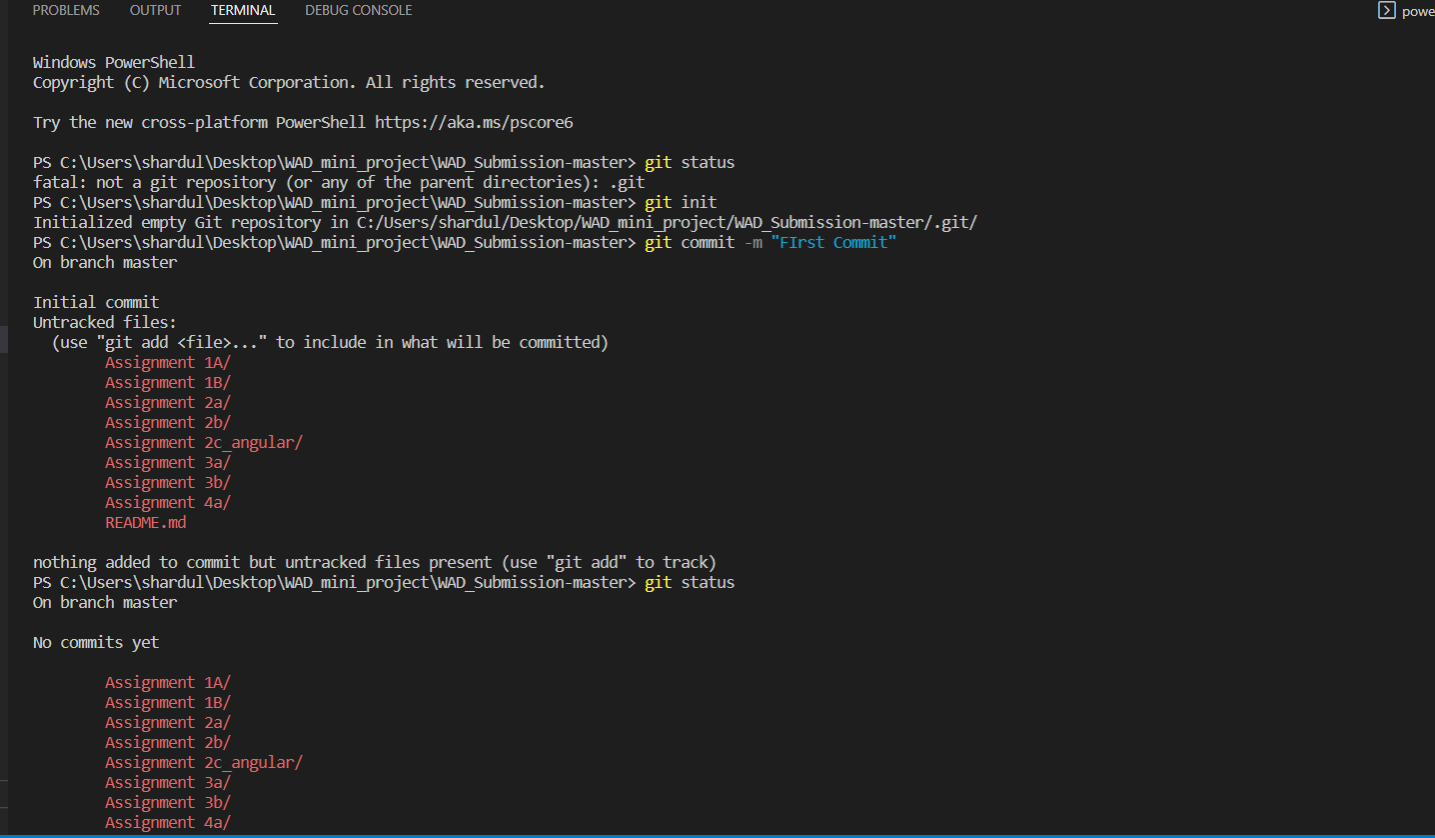 PROBLEMS OUTPUT TERMINAL DEBUG CONSOLE powe
Windows PowerShell
Copyright (C) Microsoft Corporation. All rights reserved.
Try the new cross-platform PowerShell https://aka.ms/pscore6
PS C:\Users\shardul\Desktop\WAD_mini_project\WAD_Submission-master> git status
fatal: not a git repository (or any of the parent directories): .git
PS C:\Users\shardul\Desktop\WAD_mini_project\WAD_Submission-master> git init
Initialized empty Git repository in C:/Users/shardul/Desktop/WAD_mini_project/WAD_Submission-master/.git/
PS C:\Users\shardul\Desktop\WAD_mini_project\WAD_Submission-master> git commit -m "FIrst Commit"
On branch master
Initial commit
Untracked files:
(use "git add <file>..." to include in what will be committed)
Assignment 1A/
Assignment 1B/
Assignment 2a/
Assignment 2b/
Assignment 2c_angular/
Assignment 3a/
Assignment 3b/
Assignment 4a/
README.md
nothing added to commit but untracked files present (use "git add" to track)
PS C:\Users\shardul\Desktop\WAD_mini_project\WAD_Submission-master> git status
On branch master
No commits yet
Assignment 1A/
Assignment 1B/
Assignment 2a/
Assignment 2b/
Assignment 2c_angular/
Assignment 3a/
Assignment 3b/
Assignment 4a/